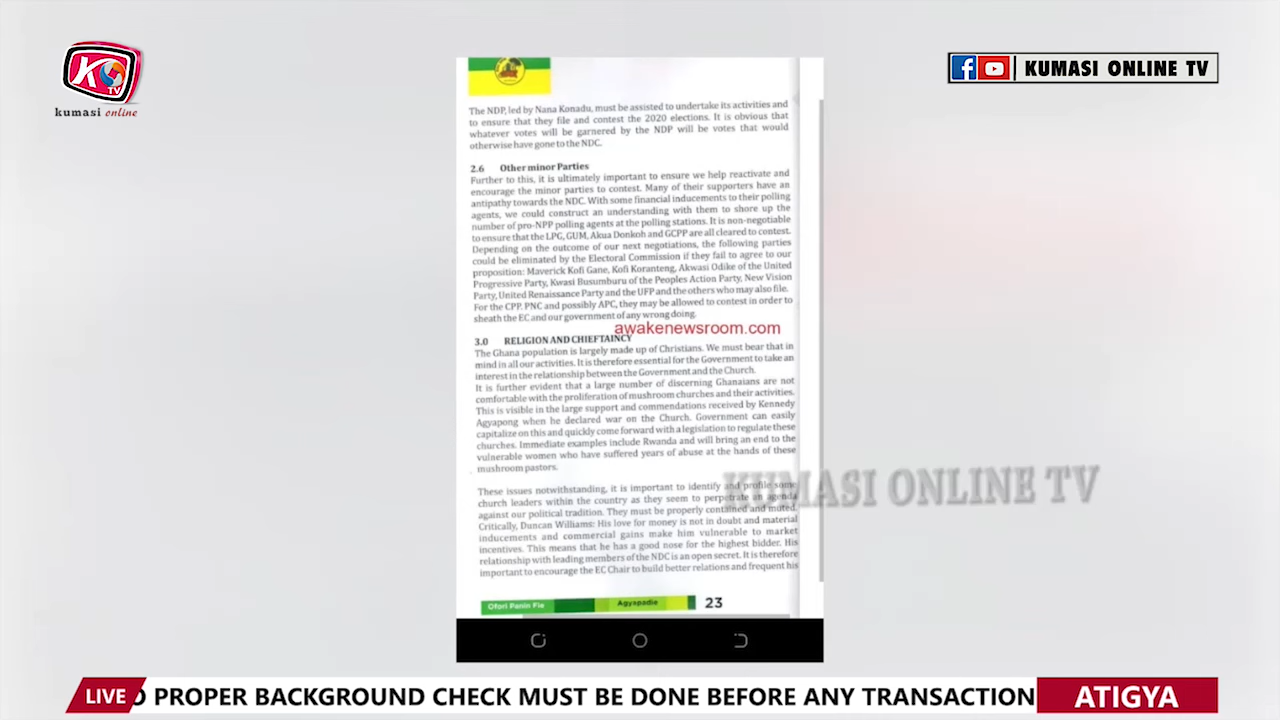 KUMASI ONLINE TV
kumasi online
TV
The NDP, led by Nana Konadu, must be assisted to undertake its activities and
to ensure that they file and contest the 2020 elections. It is obvious that
whatever votes will be garnered by the NDP will be votes that would
otherwise have gone to the NDC.
2.6 Other minor Parties
Further to this, it is ultimately important to ensure we help reactivate and
encourage the minor parties to contest. Many of their supporters have an
antipathy towards the NDC. With some financial inducements to their polling
agents, we could construct an understanding with them to shore up the
number of pro-NPP polling agents at the polling stations. It is non-negotiable
to ensure that the LPG, GUM, Akua Donkoh and GCPP are all cleared to contest.
Depending on the outcome of our next negotiations, the following parties
could be eliminated by the Electoral Commission if they fail to agree to our
proposition: Maverick Kofi Gane, Kofi Koranteng, Akwasi Odike of the United
Progressive Party, Kwasi Busumburu of the Peoples Action Party, New Vision
Party, United Renaissance Party and the UFP and the others who may also file.
For the CPP. PNC and possibly APC, they may be allowed to contest in order to
sheath the EC and our government of any wrong doing.
awakenewsroom.com
3.0 RELIGION AND CHIEFTAINCY
The Ghana population is largely made up of Christians. We must bear that in
mind in all our activities. It is therefore essential for the Government to take an
interest in the relationship between the Government and the Church.
It is further evident that a large number of discerning Ghanaians are not
comfortable with the proliferation of mushroom churches and their activities.
This is visible in the large support and commendations received by Kennedy
Agyapong when he declared war on the Church. Government can easily
capitalize on this and quickly come forward with a legislation to regulate these
churches. Immediate examples include Rwanda and will bring an end to the
vulnerable women who have suffered years of abuse at the hands of these
mushroom pastors.
KUMASI ONLINE TV
These issues notwithstanding, it is important to identify and profile some
church leaders within the country as they seem to perpetrate an agenda
against our political tradition. They must be properly contained and muted.
Critically, Duncan Williams: His love for money is not in doubt and material
inducements and commercial gains make him vulnerable to market
incentives. This means that he has a good nose for the highest bidder. His
relationship with leading members of the NDC is an open secret. It is therefore
important to encourage the EC Chair to build better relations and frequent his
Ofori Panin Fie Agyapadie 23
LIVE PROPER BACKGROUND CHECK MUST BE DONE BEFORE ANY TRANSACTION ATIGYA